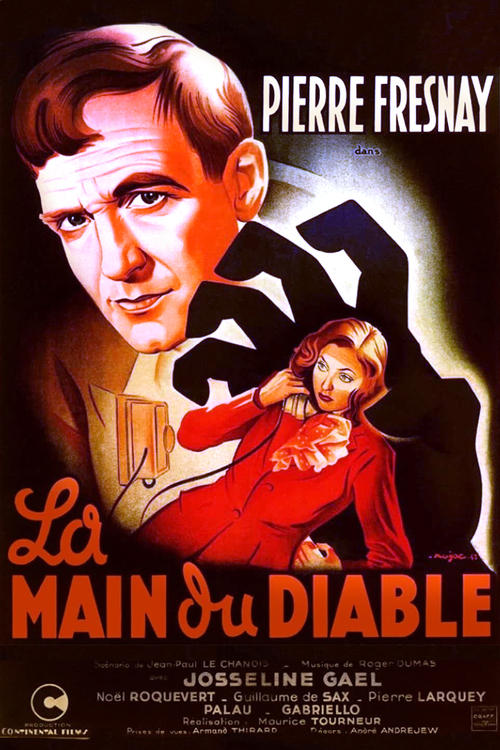 PIERRE FRESNAY
dans
La
MAIN du DIABLE
Scénario de Jean-Paul LE CHANOIS _ Musique de Roger DUMAS
avec JOSSELINE GAEL
Noël ROQUEVERT _ Guillaume de SAX _ Pierre LARQUEY
PALAU _ GABRIELLO
Réalisation : Maurice TOURNEUR
Prises de vues: Armand THIRARD _ Décors: André ANDREJEW
C
PRODUCTION
CONTINENTAL FILMS